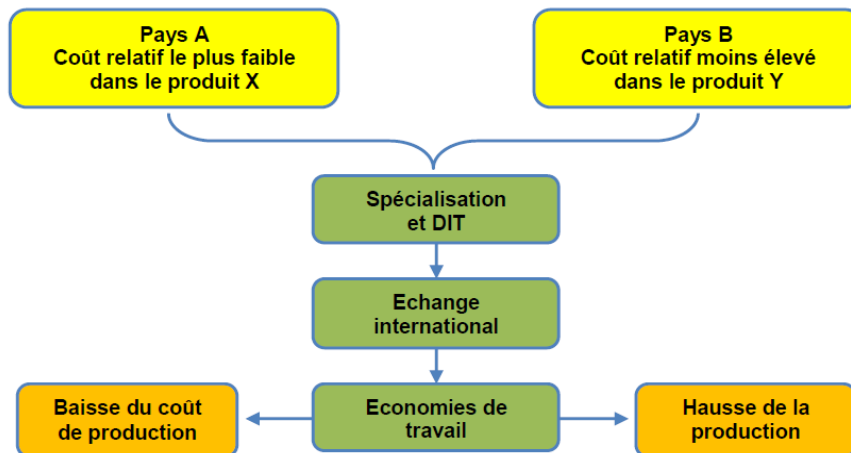 Pays A
Coût relatif le plus faible
dans le produit X
Pays B
Coût relatif moins élevé
dans le produit Y
Spécialisation
et DIT
Echange
international
Baisse du coût
de production
Economies de
travail
Hausse de la
production